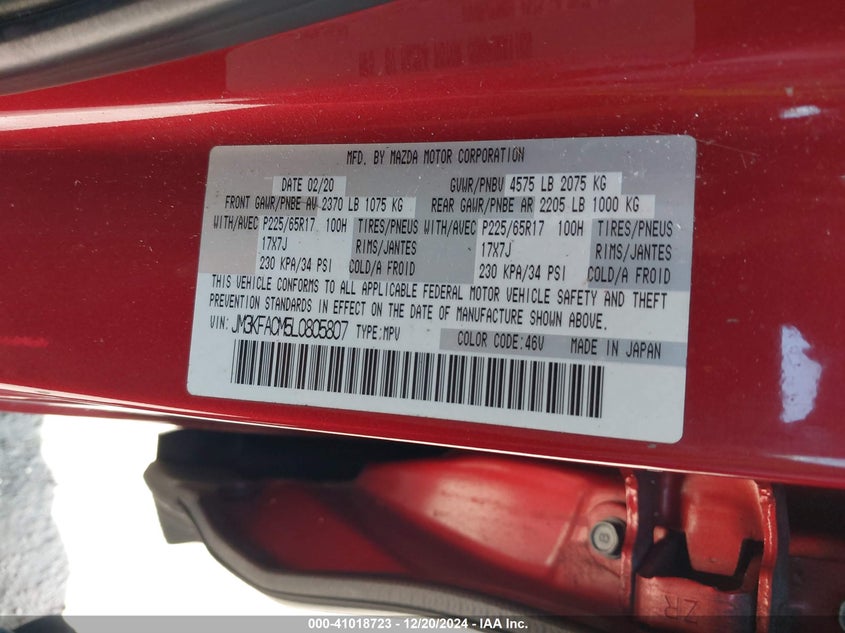 MFD. BY MAZDA MOTOR CORPORATION
DATE 02/20 GVWR/PNBV 4575 LB 2075 KG
FRONT GAWR/PNBE AV 2370 LB 1075 KG REAR GAWR/PNBE AR 2205 LB 1000 KG
WITH/AVEC P225/65R17 100H TIRES/PNEUS WITH/AVEC P225/65R17 100H TIRES/PNEUS
17X7J RIMS/JANTES 17X7J RIMS/JANTES
230 KPA/34 PSI COLD/A FROID 230 KPA/34 PSI COLD/A FROID
THIS VEHICLE CONFORMS TO ALL APPLICABLE FEDERAL MOTOR VEHICLE SAFETY AND THEFT
PREVENTION STANDARDS IN EFFECT ON THE DATE OF MANUFACTURE SHOWN ABOVE.
VIN: JM3KFACM5L0805807 TYPE:MPV COLOR CODE:46V MADE IN JAPAN
8
ZR
000-41018723 - 12/20/2024 - IAA Inc.